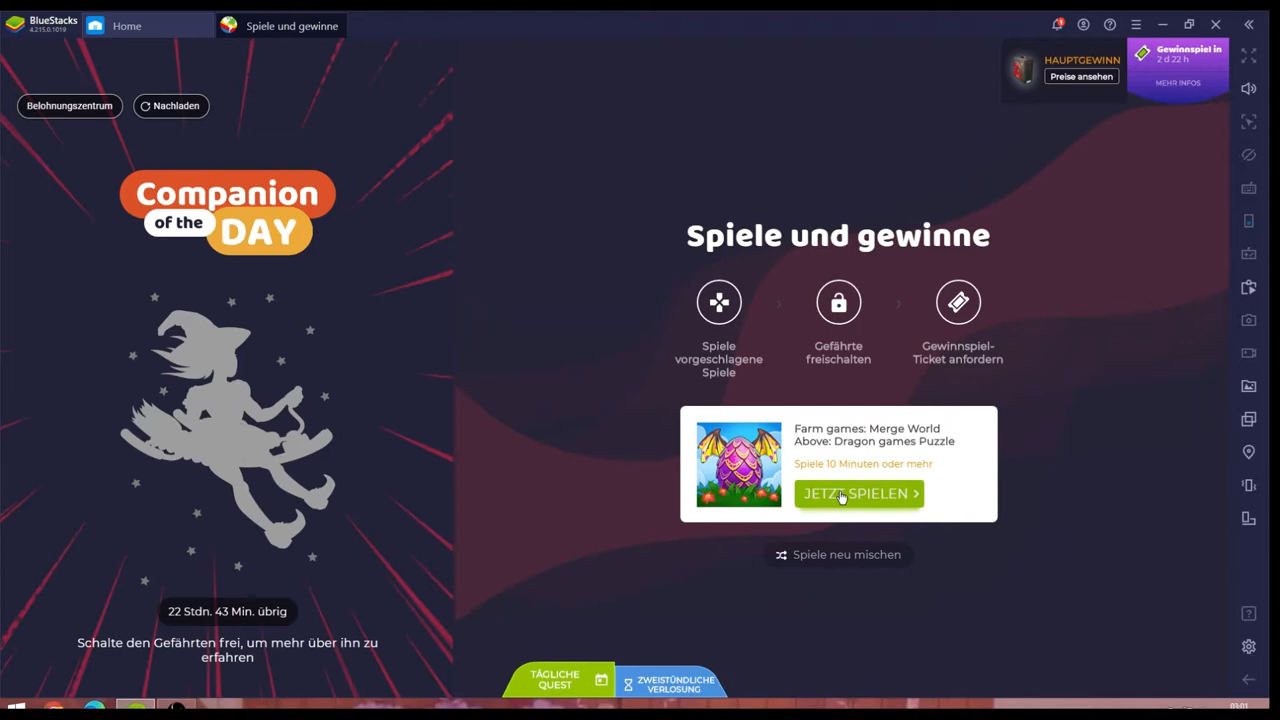 BlueStacks
4.215.0.1019
Home
Spiele und gewinne
HAUPTGEWINN
Preise ansehen
Gewinnspiel in
2 d 22 h
MEHR INFOS
Belohnungszentrum
Nachladen
Companion
of the
DAY
Spiele und gewinne
Spiele
vorgeschlagene
Spiele
Gefährte
freischalten
Gewinnspiel-
Ticket anfordern
Farm games: Merge World
Above: Dragon games Puzzle
Spiele 10 Minuten oder mehr
JETZT SPIELEN
Spiele neu mischen
22 Stdn. 43 Min. übrig
Schalte den Gefährten frei, um mehr über ihn zu
erfahren
TÄGLICHE
QUEST
ZWEISTÜNDLICHE
VERLOSUNG
03:01